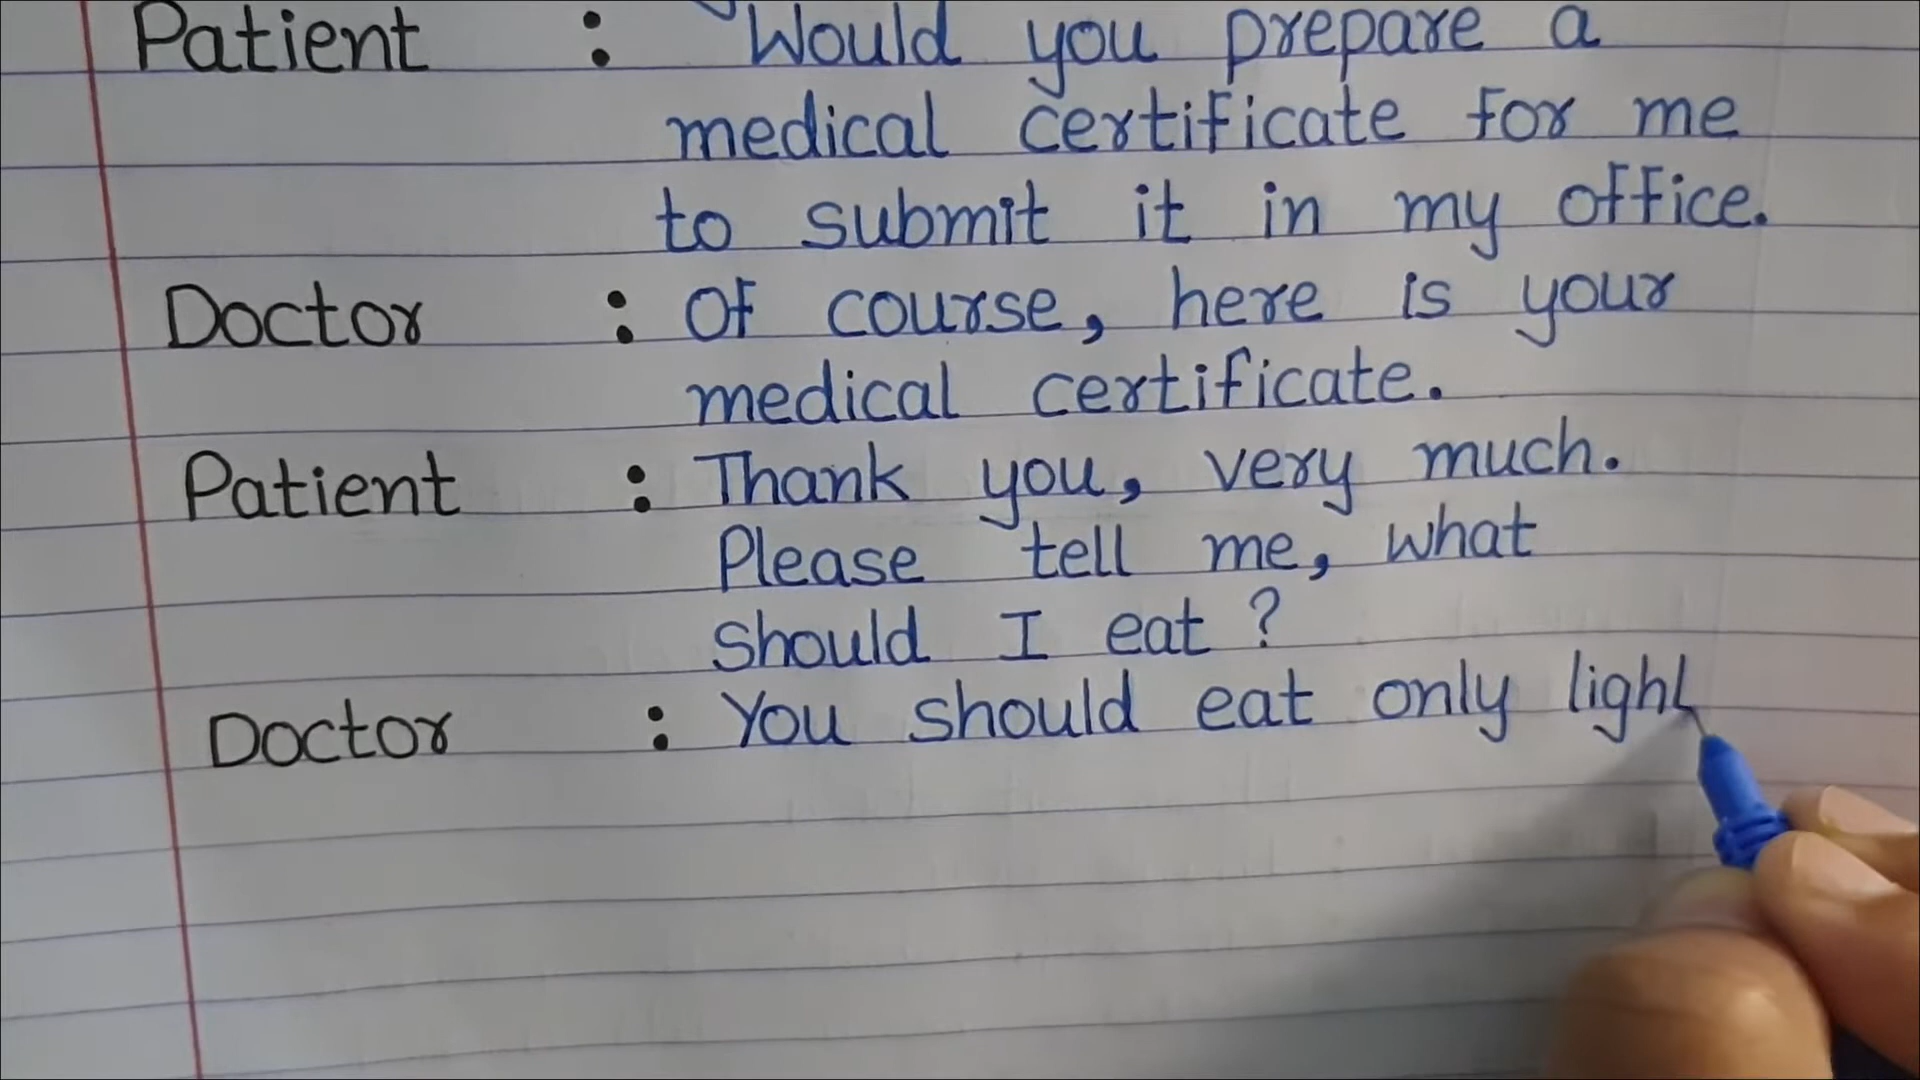 Patient : Would you prepare a
medical certificate for me
to submit it in my office.
Doctor : Of course, here is your
medical certificate.
Patient : Thank you, very much.
Please tell me, what
should I eat ?
Doctor : You should eat only light